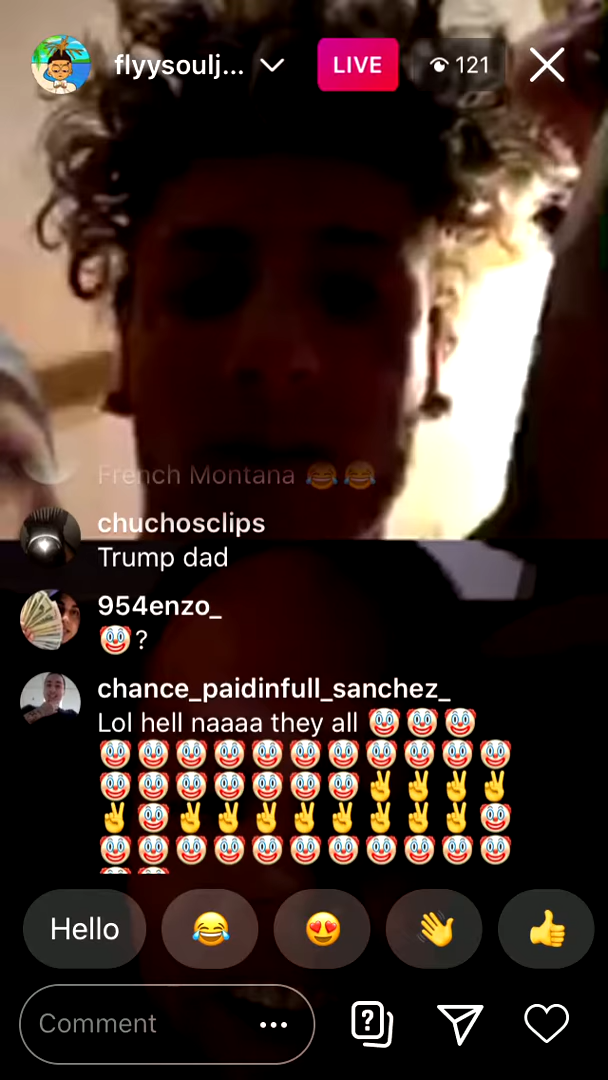 flyysoulj...
LIVE
121
French Montana 😂😂
chuchosclips
Trump dad
954enzo_
🤡?
chance_paidinfull_sanchez_
Lol hell naaaa they all 🤡🤡🤡
🤡🤡🤡🤡🤡🤡🤡🤡🤡🤡🤡
🤡🤡🤡🤡🤡🤡🤡✌️✌️✌️✌️
✌️🤡✌️✌️✌️✌️✌️✌️✌️✌️🤡
🤡🤡🤡🤡🤡🤡🤡🤡🤡🤡🤡
🤡🤡
Hello
😂
😍
👋
👍
Comment
...
?